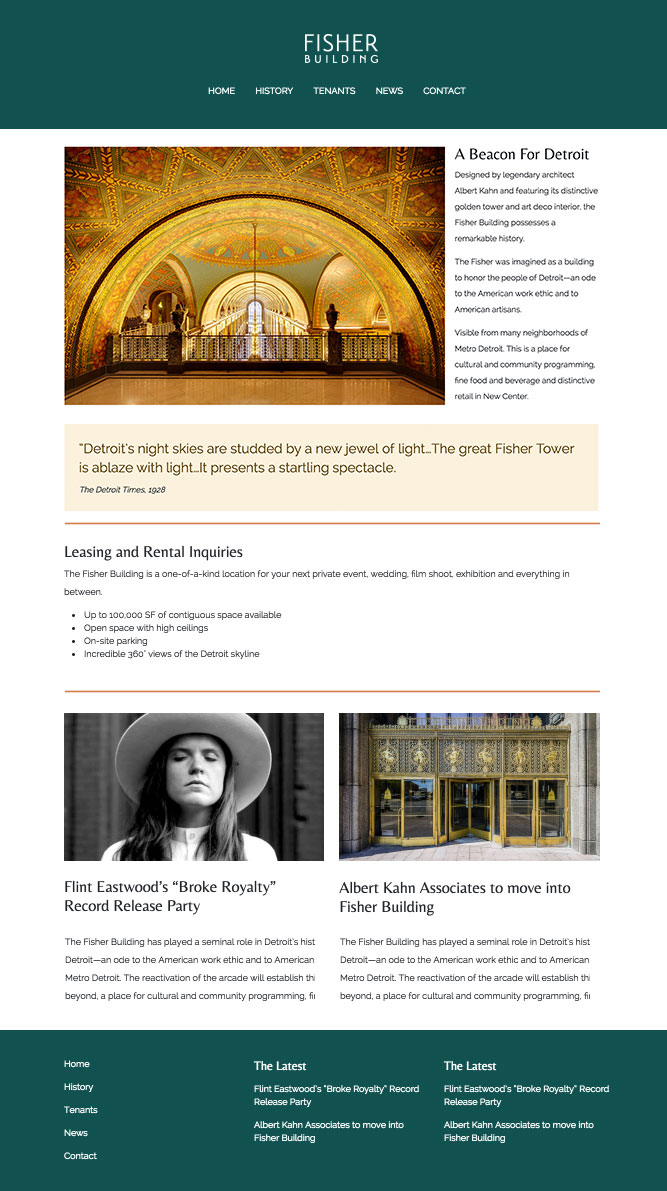 FISHER
BUILDING
HOME HISTORY TENANTS NEWS CONTACT
A Beacon For Detroit
Designed by legendary architect
Albert Kahn and featuring its distinctive
golden tower and art deco interior, the
Fisher Building possesses a
remarkable history.
The Fisher was imagined as a building
to honor the people of Detroit—an ode
to the American work ethic and to
American artisans.
Visible from many neighborhoods of
Metro Detroit. This is a place for
cultural and community programming,
fine food and beverage and distinctive
retail in New Center.
"Detroit's night skies are studded by a new jewel of light…The great Fisher Tower
is ablaze with light…It presents a startling spectacle.
The Detroit Times, 1928
Leasing and Rental Inquiries
The Fisher Building is a one-of-a-kind location for your next private event, wedding, film shoot, exhibition and everything in
between.
• Up to 100,000 SF of contiguous space available
• Open space with high ceilings
• On-site parking
• Incredible 360° views of the Detroit skyline
Flint Eastwood's “Broke Royalty”
Record Release Party
The Fisher Building has played a seminal role in Detroit's hist
Detroit—an ode to the American work ethic and to American
Metro Detroit. The reactivation of the arcade will establish thi
beyond, a place for cultural and community programming, fi
Albert Kahn Associates to move into
Fisher Building
The Fisher Building has played a seminal role in Detroit's hist
Detroit—an ode to the American work ethic and to American
Metro Detroit. The reactivation of the arcade will establish thi
beyond, a place for cultural and community programming, fi
Home
History
Tenants
News
Contact
The Latest
Flint Eastwood's "Broke Royalty" Record
Release Party
Albert Kahn Associates to move into
Fisher Building
The Latest
Flint Eastwood's "Broke Royalty" Record
Release Party
Albert Kahn Associates to move into
Fisher Building